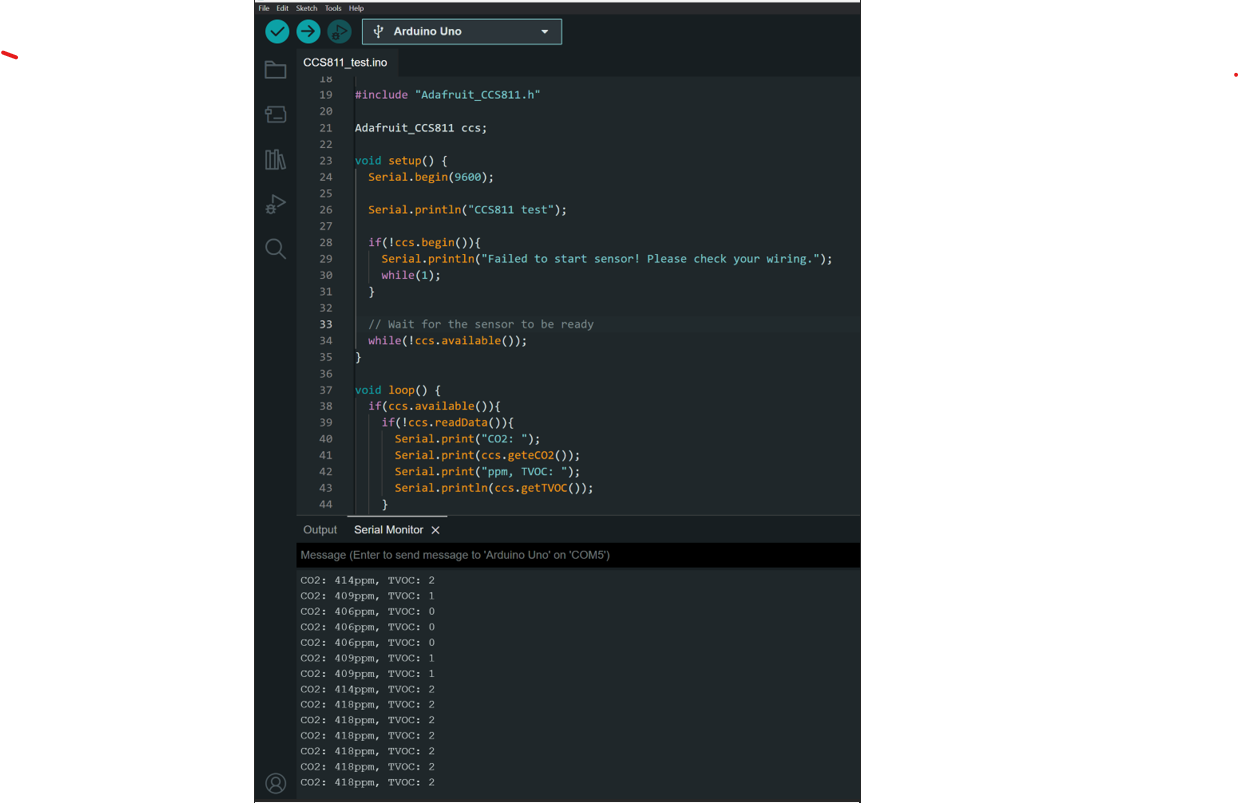 File Edit Sketch Tools Help
Arduino Uno
CCS811_test.ino
18
19 #include "Adafruit_CCS811.h"
20
21 Adafruit_CCS811 ccs;
22
23 void setup() {
24 Serial.begin(9600);
25
26 Serial.println("CCS811 test");
27
28 if(!ccs.begin()){
29 Serial.println("Failed to start sensor! Please check your wiring.");
30 while(1);
31 }
32
33 // Wait for the sensor to be ready
34 while(!ccs.available());
35 }
36
37 void loop() {
38 if(ccs.available()){
39 if(!ccs.readData()){
40 Serial.print("CO2: ");
41 Serial.print(ccs.geteCO2());
42 Serial.print("ppm, TVOC: ");
43 Serial.println(ccs.getTVOC());
44 }
Output Serial Monitor
Message (Enter to send message to 'Arduino Uno' on 'COM5')
CO2: 414ppm, TVOC: 2
CO2: 409ppm, TVOC: 1
CO2: 406ppm, TVOC: 0
CO2: 406ppm, TVOC: 0
CO2: 406ppm, TVOC: 0
CO2: 409ppm, TVOC: 1
CO2: 409ppm, TVOC: 1
CO2: 414ppm, TVOC: 2
CO2: 418ppm, TVOC: 2
CO2: 418ppm, TVOC: 2
CO2: 418ppm, TVOC: 2
CO2: 418ppm, TVOC: 2
CO2: 418ppm, TVOC: 2
CO2: 418ppm, TVOC: 2